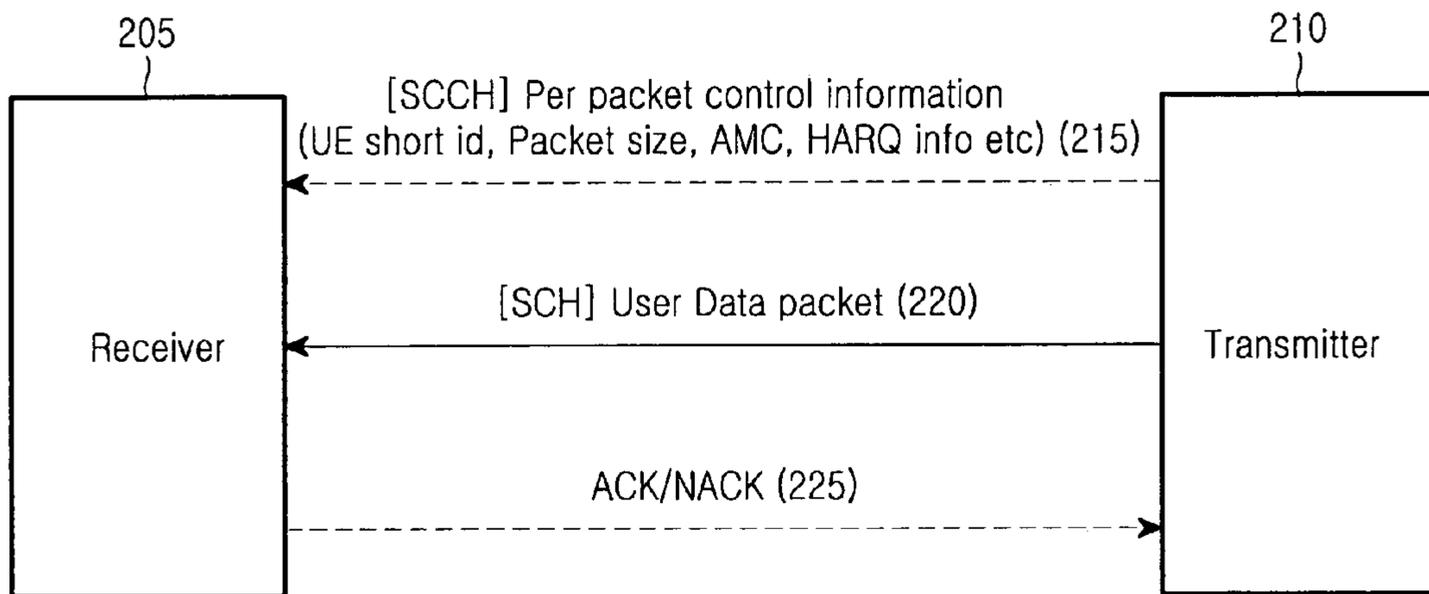 205
210
[SCCH] Per packet control information
(UE short id, Packet size, AMC, HARQ info etc) (215)
[SCH] User Data packet (220)
Receiver
Transmitter
ACK/NACK (225)